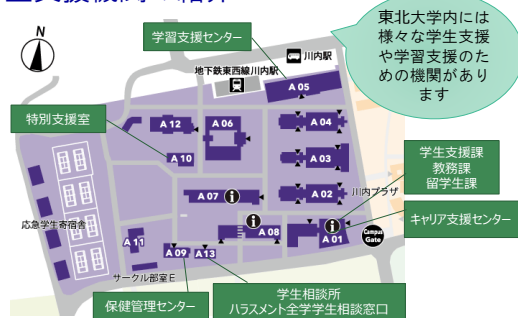 学習支援センター
東北大学内には
様々な学生支援
や学習支援のた
めの機関があり
ます
N
川内駅
地下鉄東西線川内駅
A 05
特別支援室
A 12
A 06
A 04
A 10
A 03
学生支援課
教務課
留学生課
A 07
A 02
川内プラザ
キャリア支援センター
応急学生寄宿舎
A 11
A 08
A 01
Campus
Gate
A 09
A 13
サークル部室E
保健管理センター
学生相談所
ハラスメント全学学生相談窓口